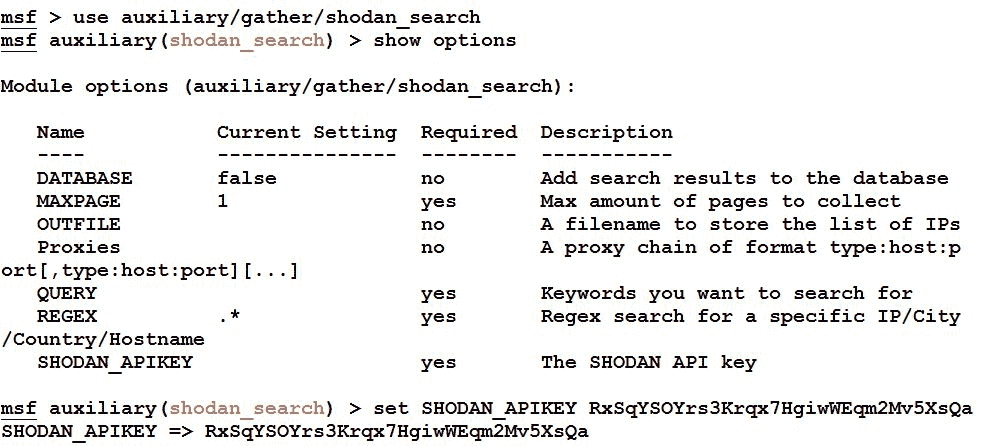 msf > use auxiliary/gather/shodan_search
msf auxiliary(shodan_search) > show options
Module options (auxiliary/gather/shodan_search):
Name Current Setting Required Description
---- --------------- -------- -----------
DATABASE false no Add search results to the database
MAXPAGE 1 yes Max amount of pages to collect
OUTFILE no A filename to store the list of IPs
Proxies no A proxy chain of format type:host:p
ort[,type:host:port][...]
QUERY yes Keywords you want to search for
REGEX .* yes Regex search for a specific IP/City
/Country/Hostname
SHODAN_APIKEY yes The SHODAN API key
msf auxiliary(shodan_search) > set SHODAN_APIKEY RxSqYSOYrs3Krqx7HgiwWEqm2Mv5XsQa
SHODAN_APIKEY => RxSqYSOYrs3Krqx7HgiwWEqm2Mv5XsQa